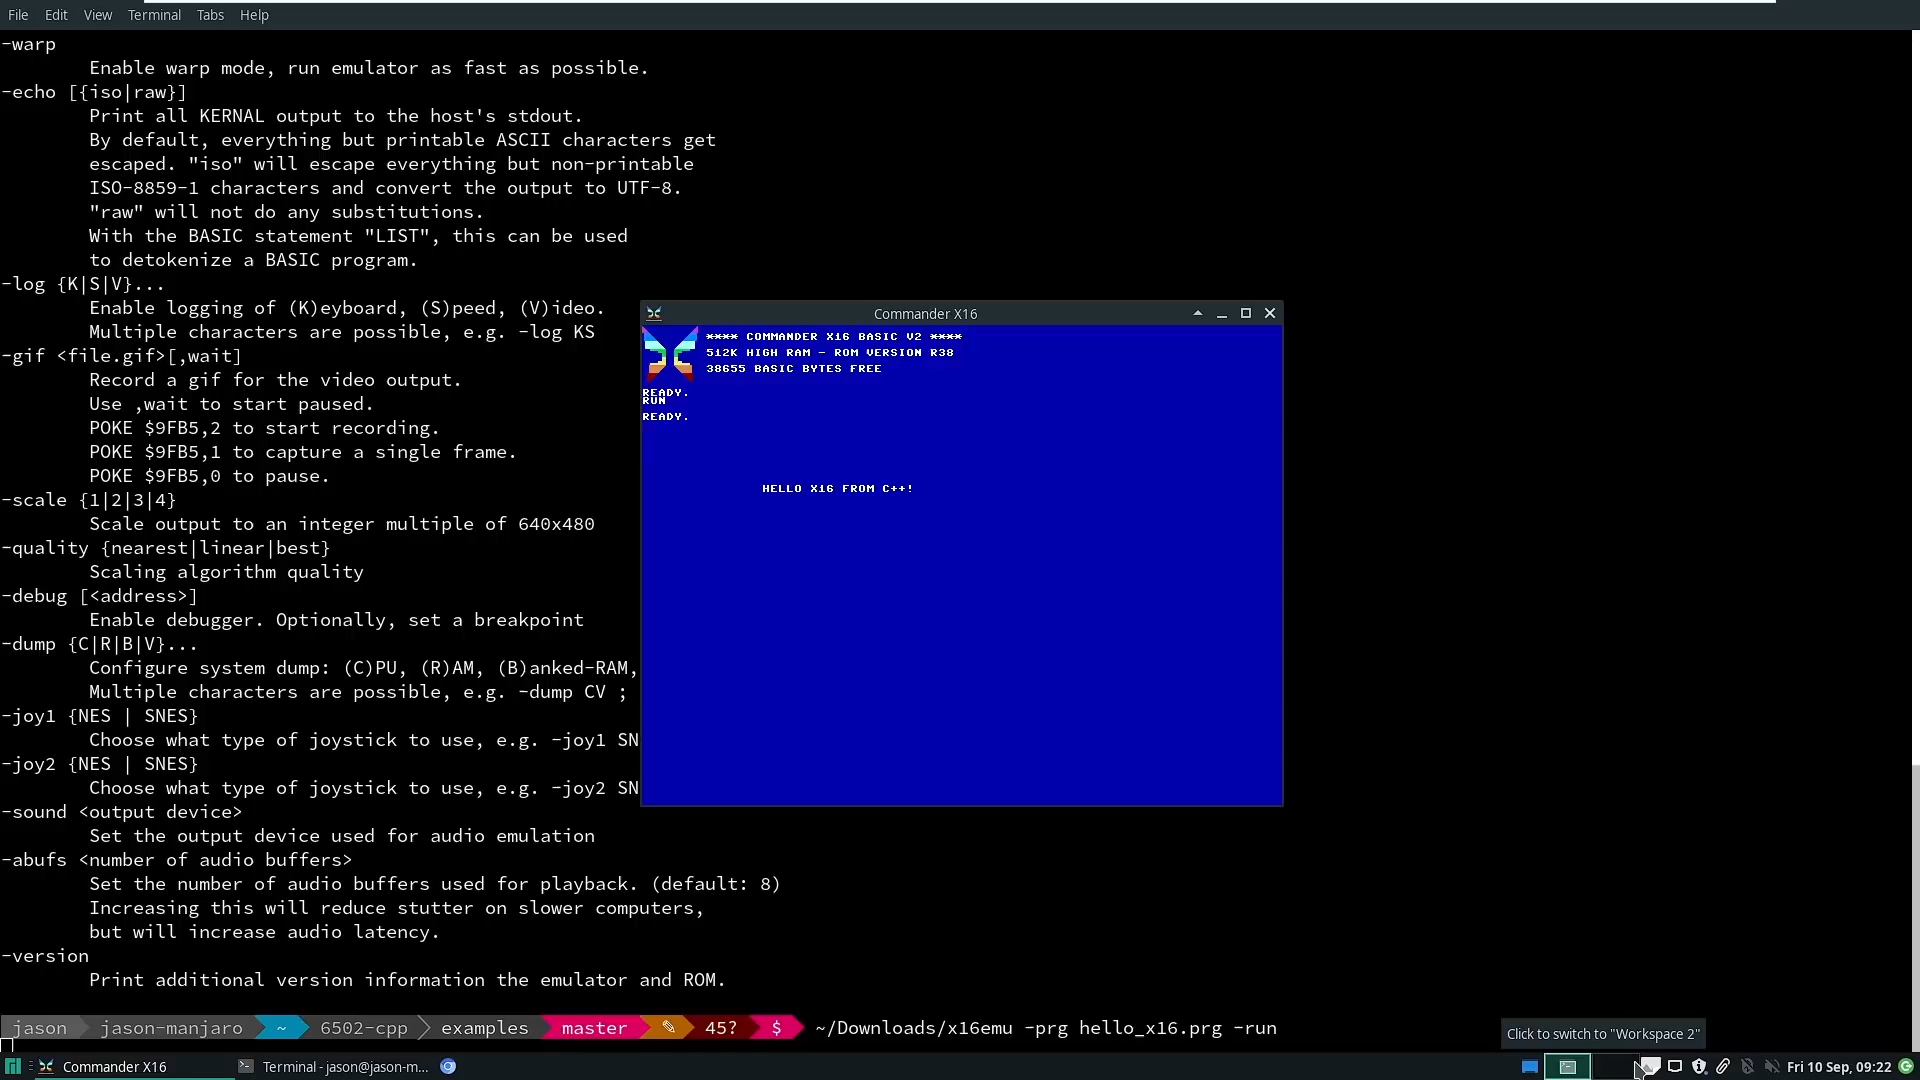 File Edit View Terminal Tabs Help
-warp
Enable warp mode, run emulator as fast as possible.
-echo [{iso|raw}]
Print all KERNAL output to the host's stdout.
By default, everything but printable ASCII characters get
escaped. "iso" will escape everything but non-printable
ISO-8859-1 characters and convert the output to UTF-8.
"raw" will not do any substitutions.
With the BASIC statement "LIST", this can be used
to detokenize a BASIC program.
-log {K|S|V}...
Enable logging of (K)eyboard, (S)peed, (V)ideo.
Multiple characters are possible, e.g. -log KS
-gif <file.gif>[,wait]
Record a gif for the video output.
Use ,wait to start paused.
POKE $9FB5,2 to start recording.
POKE $9FB5,1 to capture a single frame.
POKE $9FB5,0 to pause.
-scale {1|2|3|4}
Scale output to an integer multiple of 640x480
-quality {nearest|linear|best}
Scaling algorithm quality
-debug [<address>]
Enable debugger. Optionally, set a breakpoint
-dump {C|R|B|V}...
Configure system dump: (C)PU, (R)AM, (B)anked-RAM,
Multiple characters are possible, e.g. -dump CV ;
-joy1 {NES | SNES}
Choose what type of joystick to use, e.g. -joy1 SN
-joy2 {NES | SNES}
Choose what type of joystick to use, e.g. -joy2 SN
-sound <output device>
Set the output device used for audio emulation
-abufs <number of audio buffers>
Set the number of audio buffers used for playback. (default: 8)
Increasing this will reduce stutter on slower computers,
but will increase audio latency.
-version
Print additional version information the emulator and ROM.
jason jason-manjaro ~ 6502-cpp examples master ✎ 45? $ ~/Downloads/x16emu -prg hello_x16.prg -run
Commander X16
**** COMMANDER X16 BASIC V2 ****
512K HIGH RAM - ROM VERSION R38
38655 BASIC BYTES FREE
READY.
RUN
READY.
HELLO X16 FROM C++!
Click to switch to "Workspace 2"
Commander X16 Terminal - jason@jason-m... Fri 10 Sep, 09:22